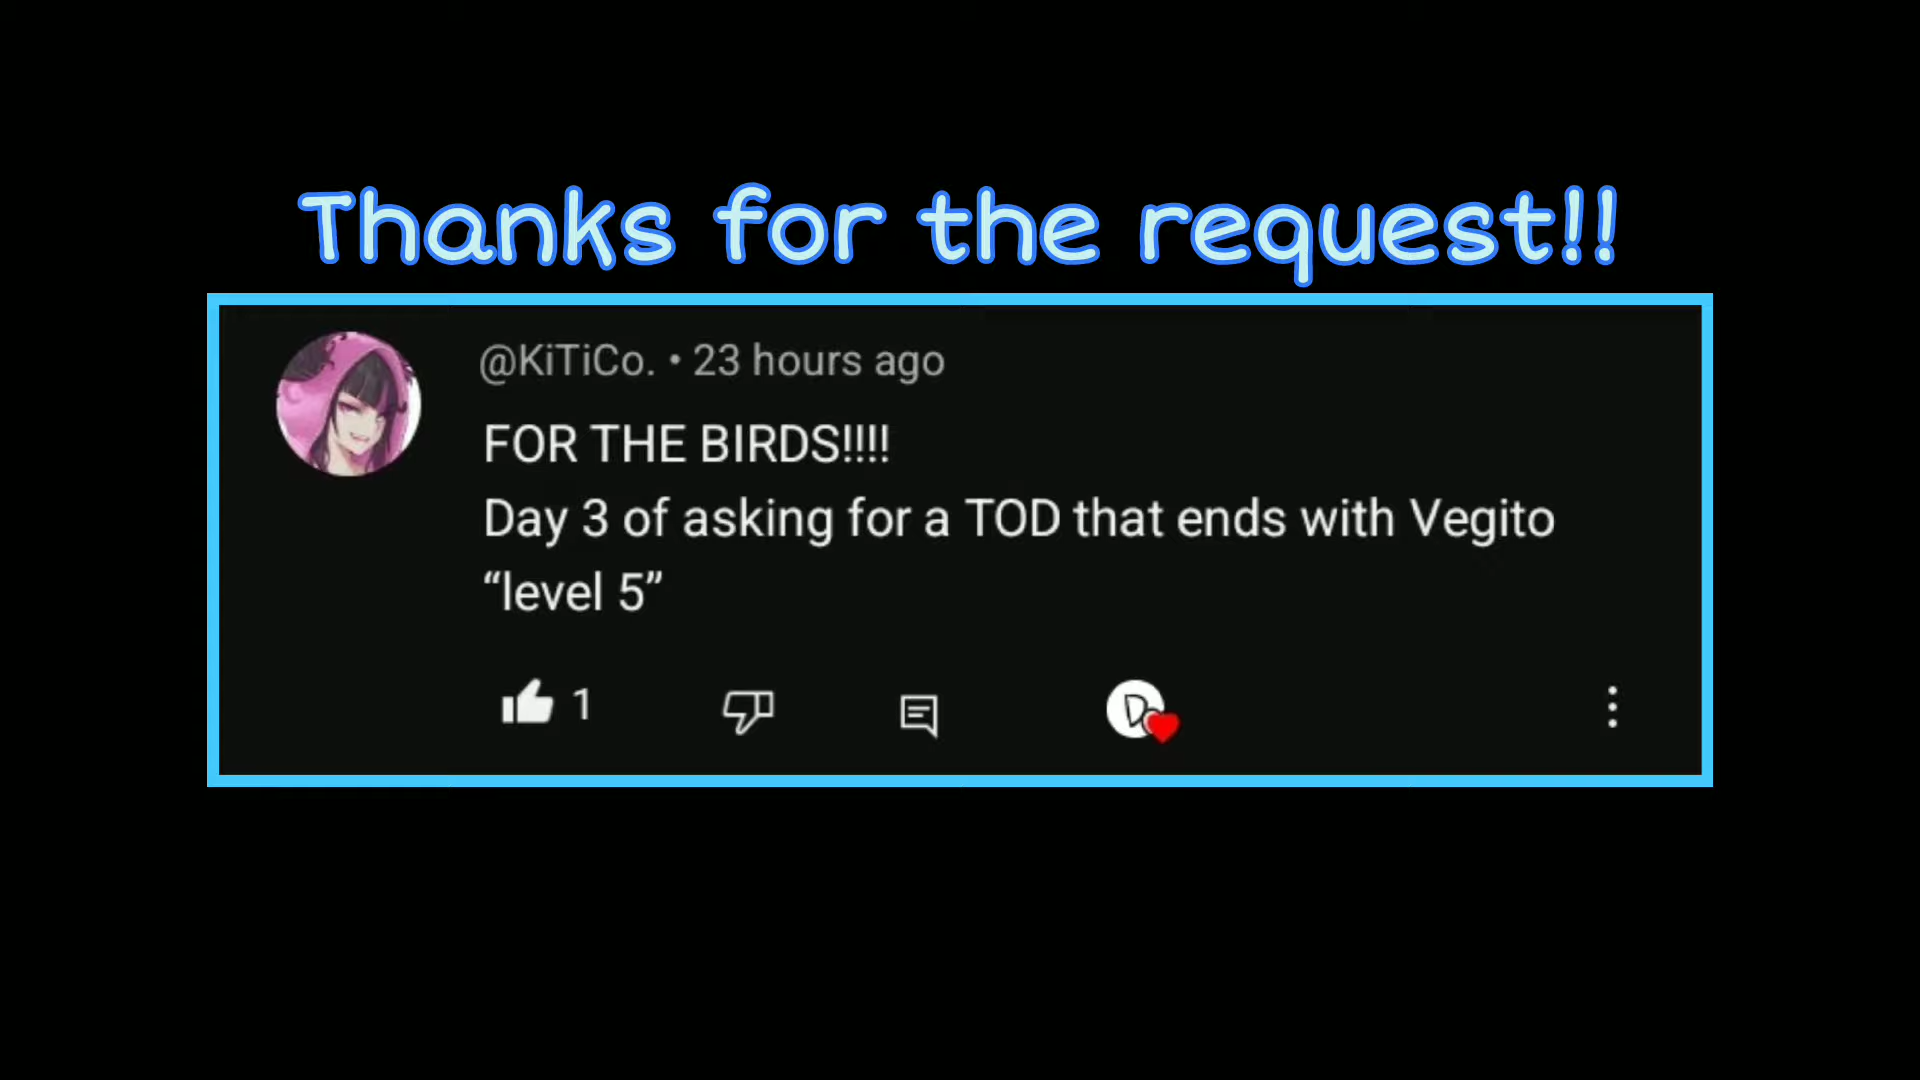 Thanks for the request!!
@KiTiCo. • 23 hours ago
FOR THE BIRDS!!!!
Day 3 of asking for a TOD that ends with Vegito
“level 5”
1
D